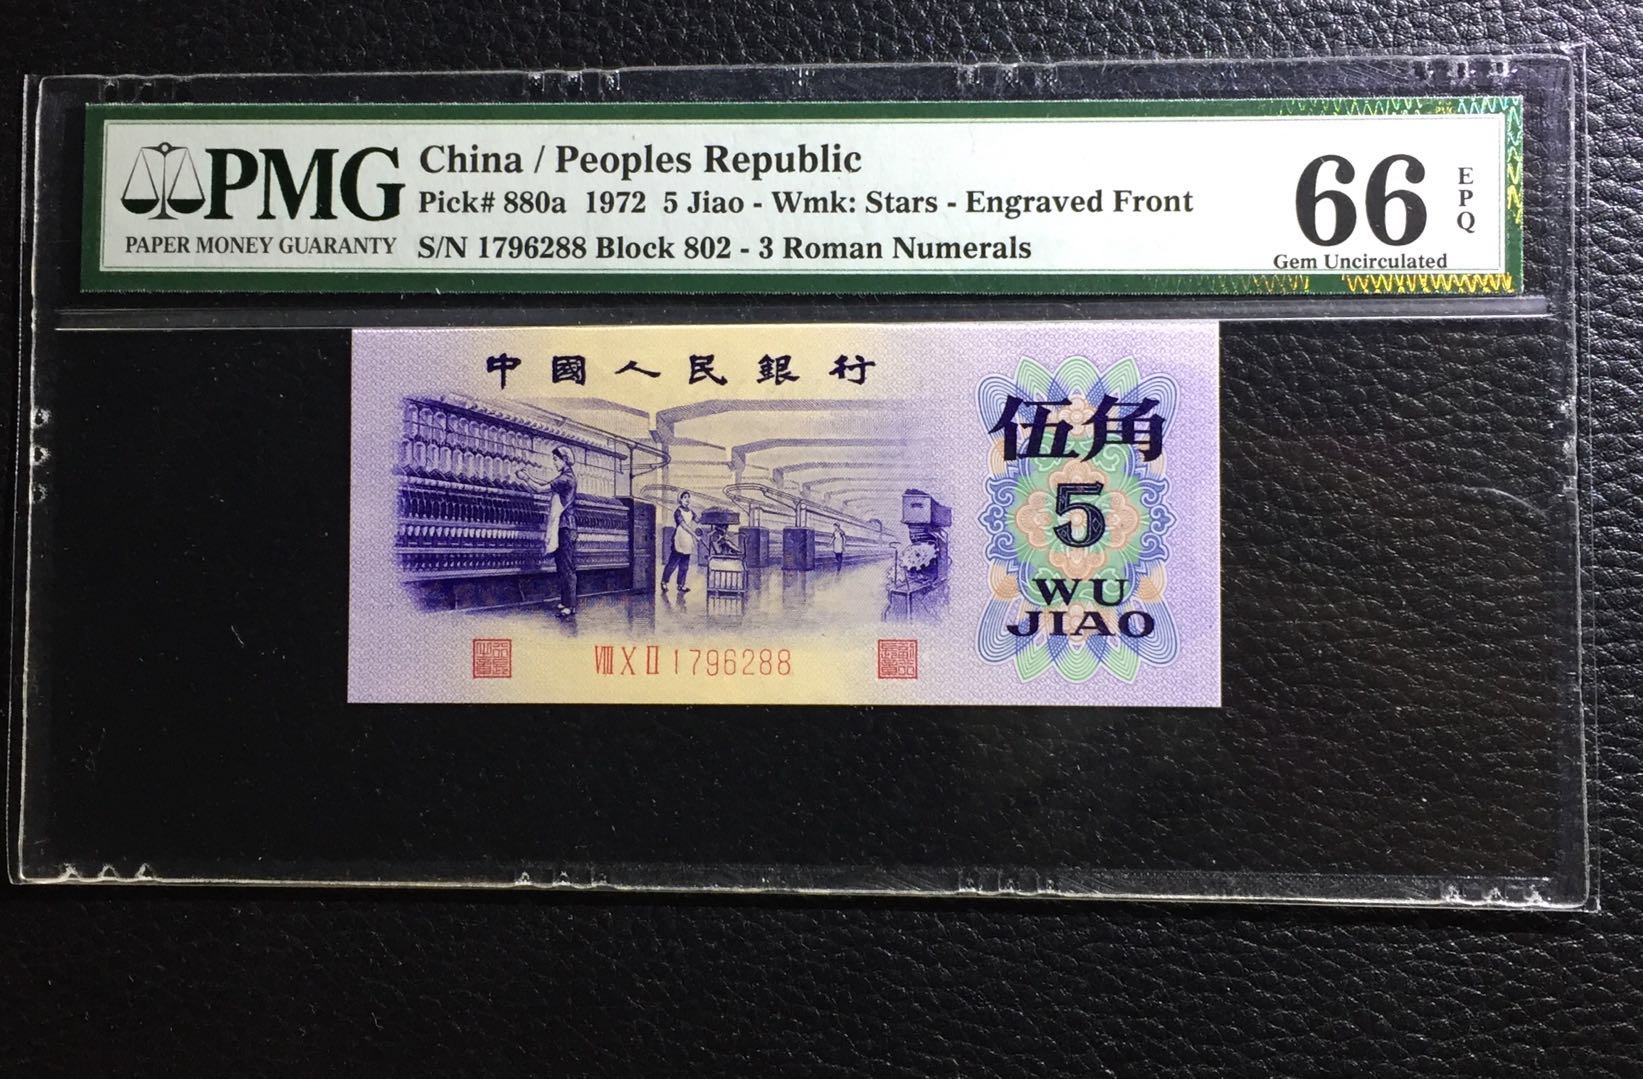 PMG
PAPER MONEY GUARANTY
China / Peoples Republic
Pick# 880a 1972 5 Jiao - Wmk: Stars - Engraved Front
S/N 1796288 Block 802 - 3 Roman Numerals
66
EPQ
Gem Uncirculated
中國人民銀行
伍角
5
WU
JIAO
VIII X II 1796288